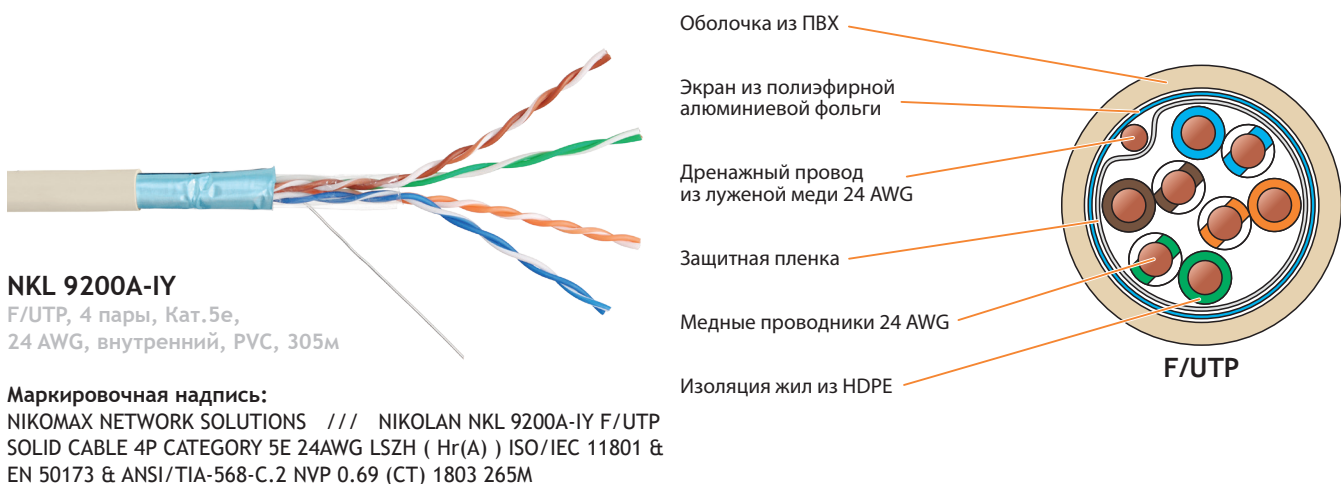 NKL 9200A-IY
F/UTP, 4 пары, Кат.5е,
24 AWG, внутренний, PVC, 305м
Маркировочная надпись:
NIKOMAX NETWORK SOLUTIONS /// NIKOLAN NKL 9200A-IY F/UTP
SOLID CABLE 4P CATEGORY 5E 24AWG LSZH ( Hr(A) ) ISO/IEC 11801 &
EN 50173 & ANSI/TIA-568-C.2 NVP 0.69 (CT) 1803 265M
Оболочка из ПВХ
Экран из полиэфирной
алюминиевой фольги
Дренажный провод
из луженой меди 24 AWG
Защитная пленка
Медные проводники 24 AWG
Изоляция жил из HDPE
F/UTP